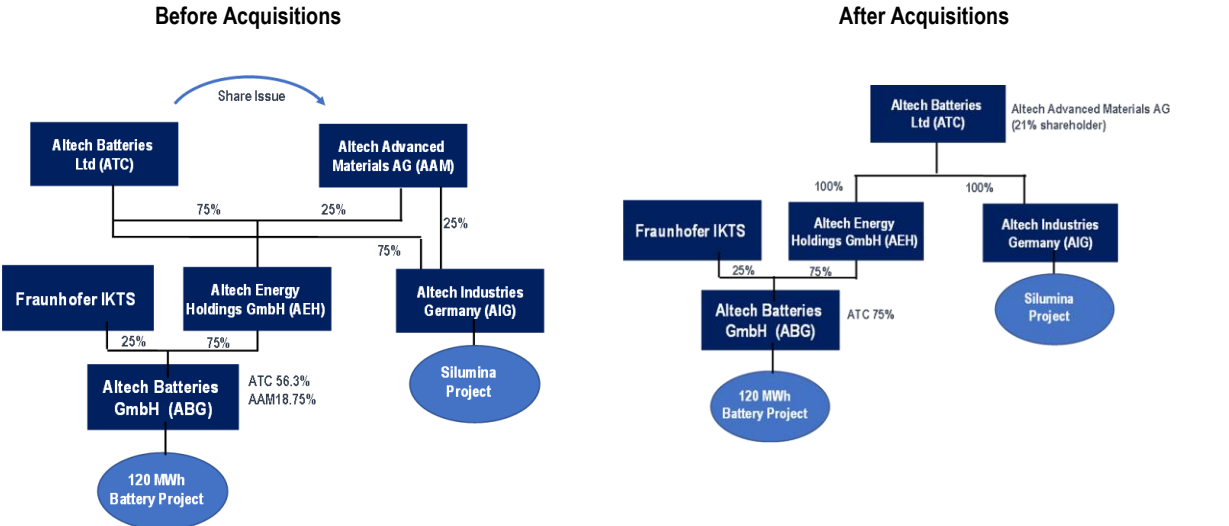 Before Acquisitions
Share Issue
Altech Batteries
Ltd (ATC)
Altech Advanced
Materials AG (AAM)
75%
25%
25%
75%
Fraunhofer IKTS
Altech Energy
Holdings GmbH (AEH)
Altech Industries
Germany (AIG)
25%
75%
Altech Batteries
GmbH (ABG)
ATC 56.3%
AAM18.75%
Silumina
Project
120 MWh
Battery Project
After Acquisitions
Altech Batteries
Ltd (ATC)
Altech Advanced Materials AG
(21% shareholder)
100%
100%
Fraunhofer IKTS
Altech Energy
Holdings GmbH (AEH)
Altech Industries
Germany (AIG)
25%
75%
Altech Batteries
GmbH (ABG)
ATC 75%
Silumina
Project
120 MWh
Battery Project